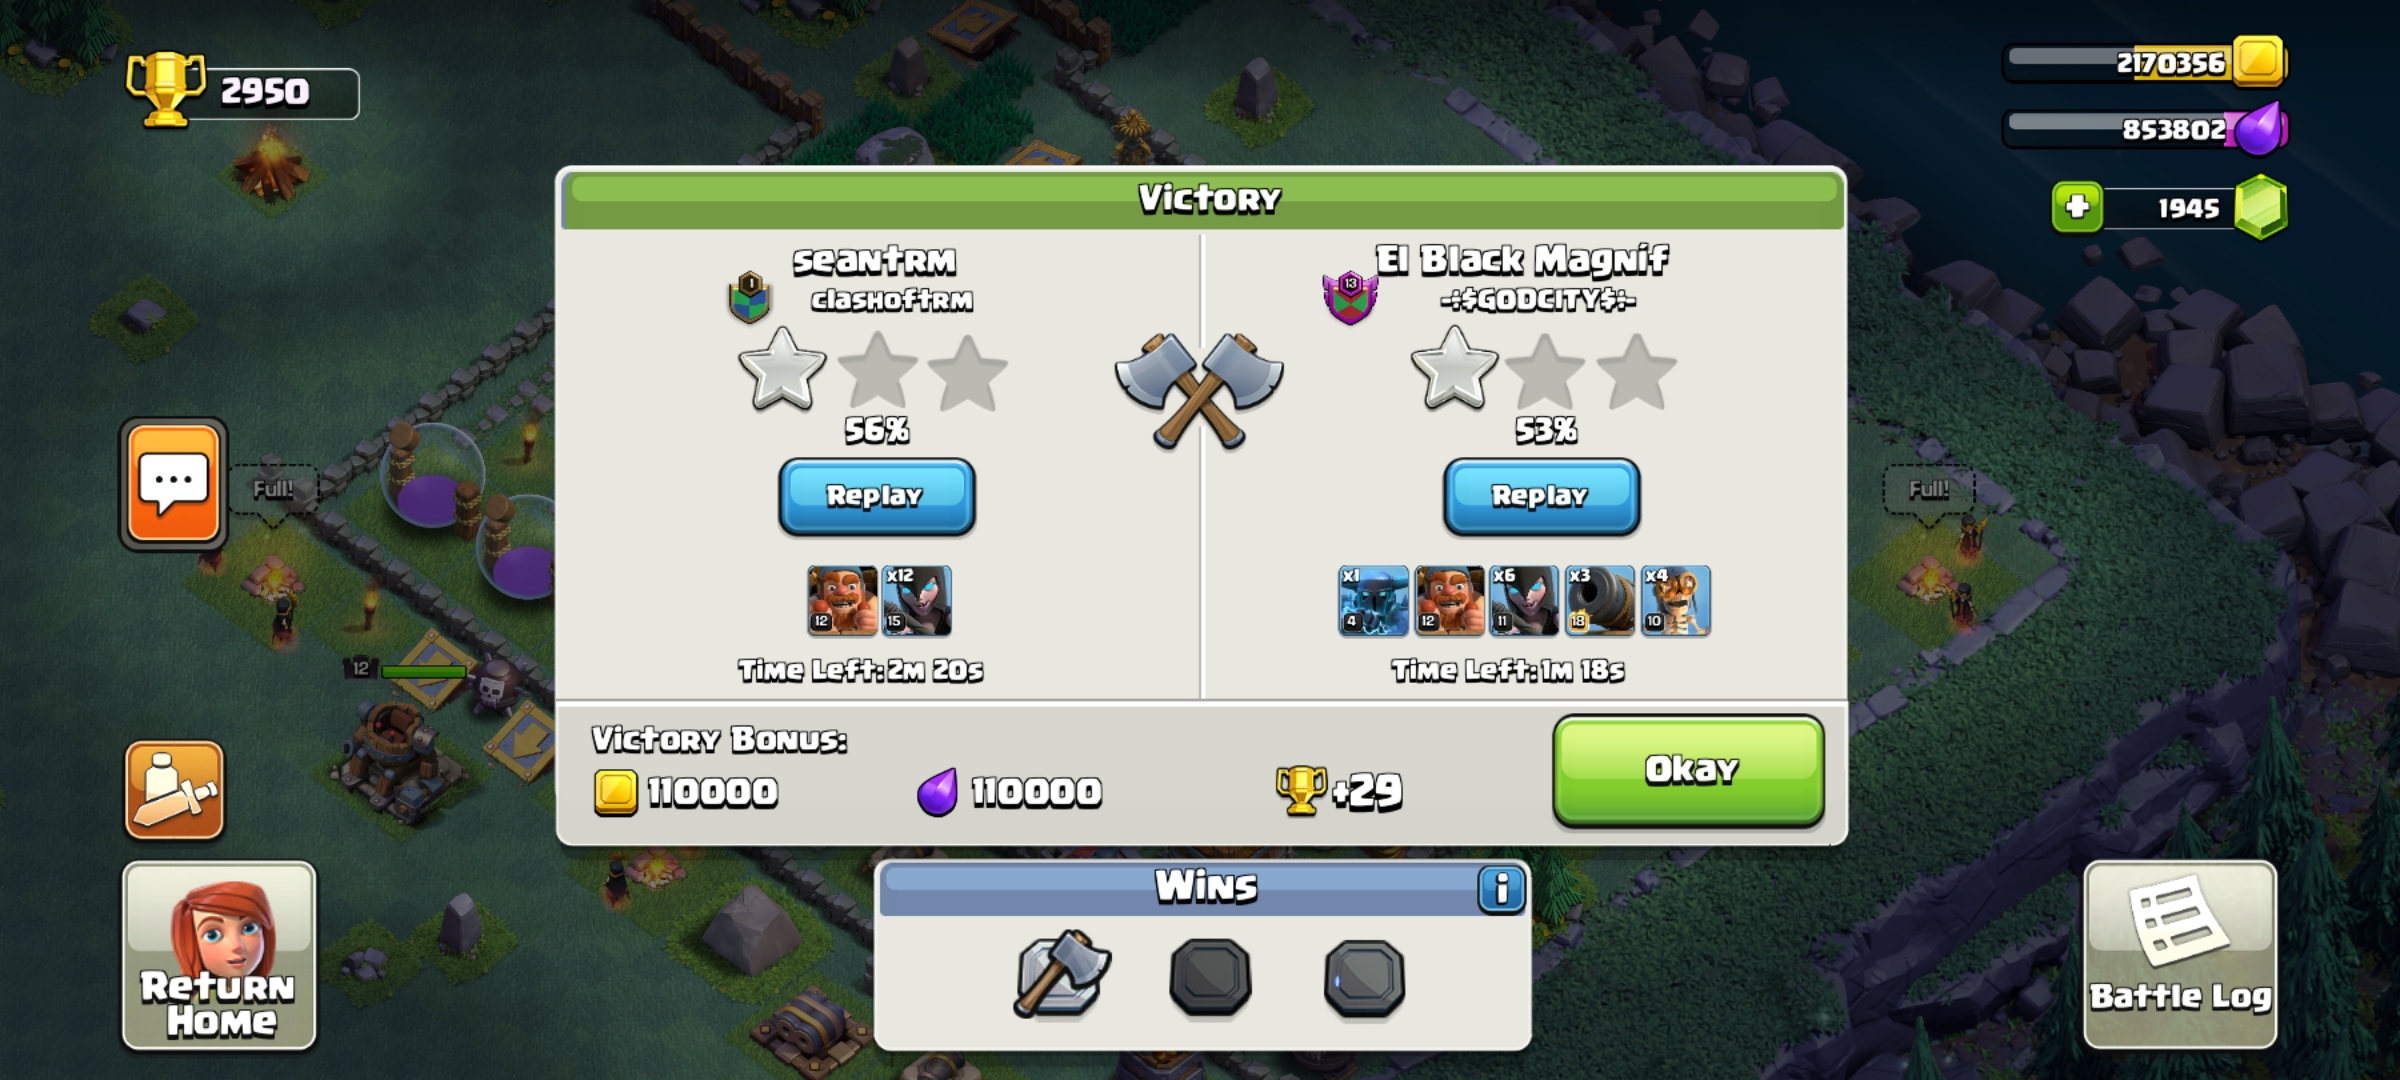 2950
2170356
853802
1945
Victory
seantrm
1
clashoftrm
El Black Magnif
13
-:$GODCITY$:-
56%
53%
Replay
Replay
Full!
Full!
12
x12
15
x1
4
12
x6
11
x3
18
x4
10
12
Time Left:2m 20s
Time Left:1m 18s
Victory Bonus:
110000
110000
+29
Okay
Wins
i
Return
Home
Battle Log